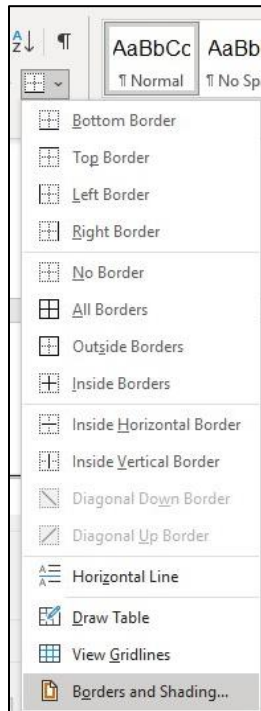 AaBbCc AaBb
¶ Normal ¶ No Sp
Bottom Border
Top Border
Left Border
Right Border
No Border
All Borders
Outside Borders
Inside Borders
Inside Horizontal Border
Inside Vertical Border
Diagonal Down Border
Diagonal Up Border
Horizontal Line
Draw Table
View Gridlines
Borders and Shading...